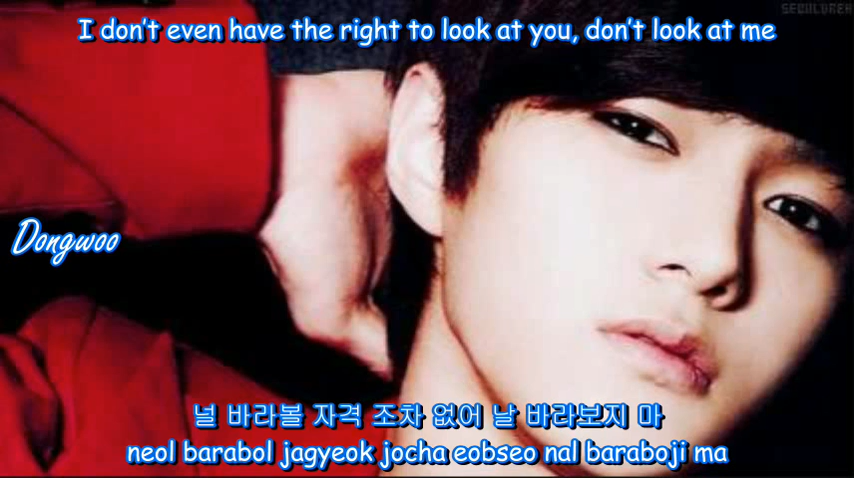 SECULDREH
I don't even have the right to look at you, don't look at me
Dongwoo
널 바라볼 자격 조차 없어 날 바라보지 마
neol barabol jagyeok jocha eobseo nal baraboji ma